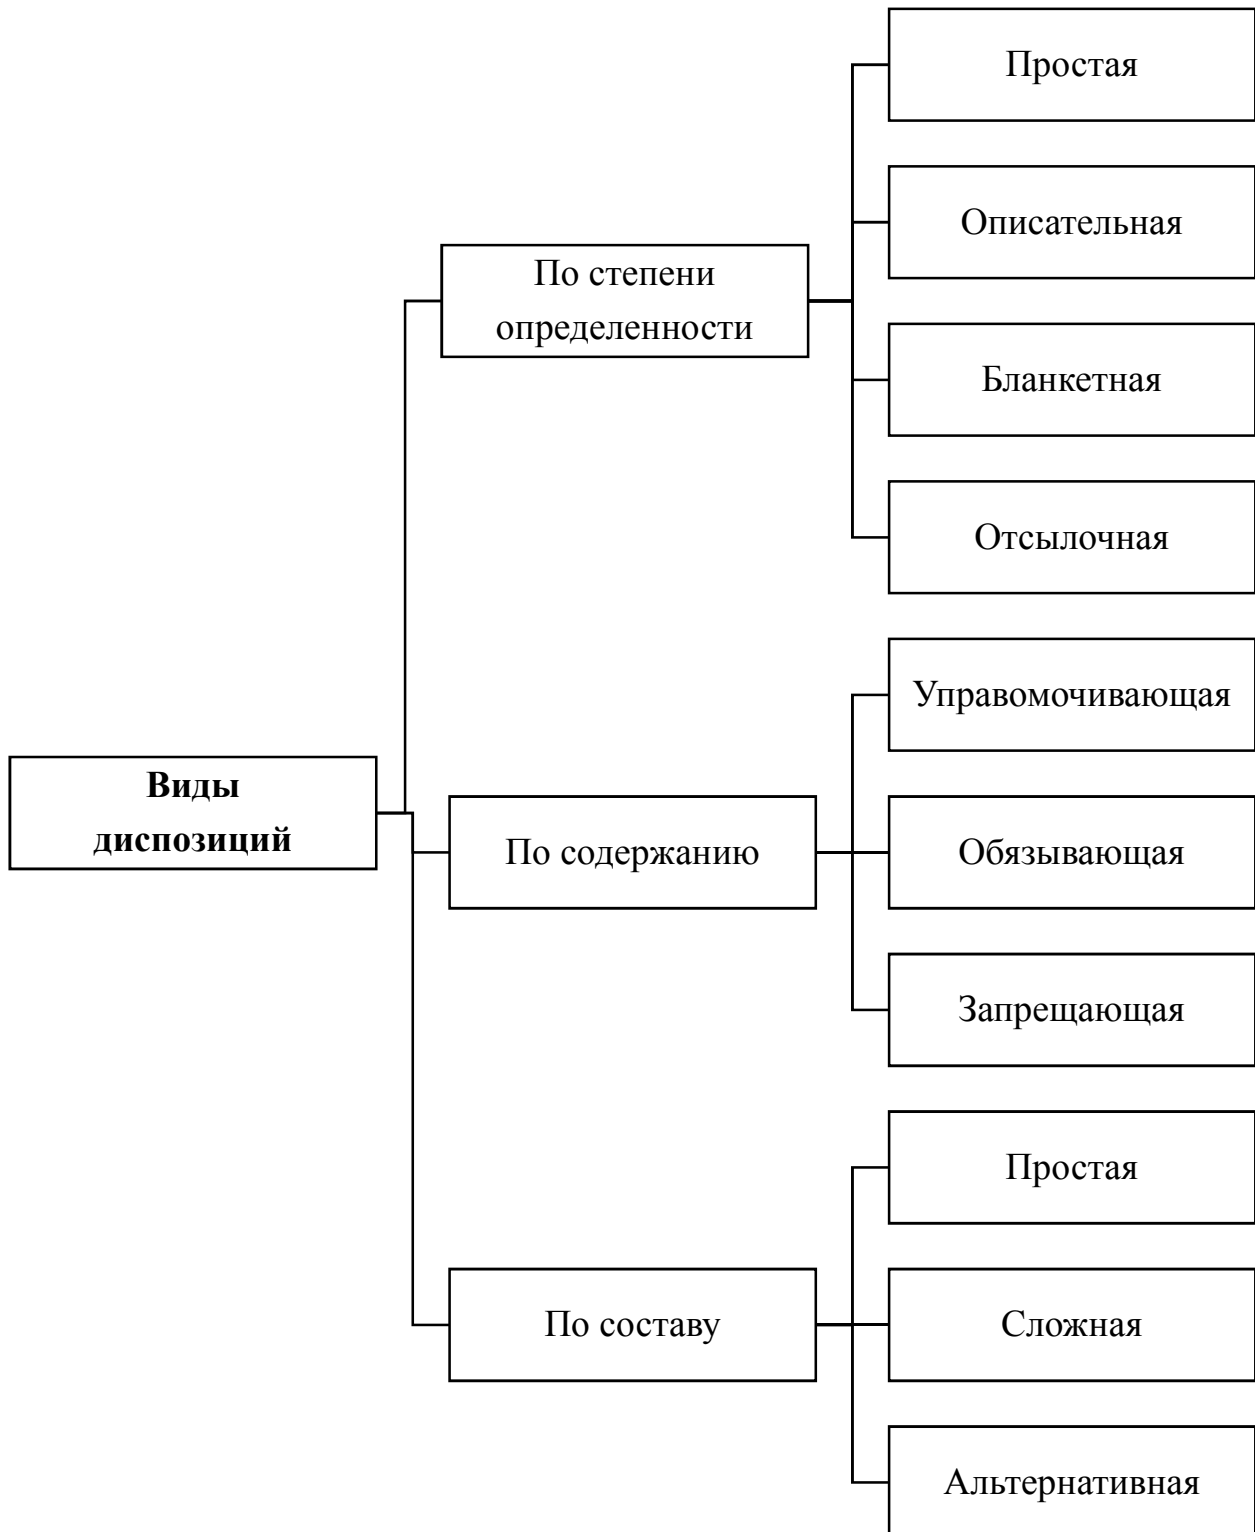 Виды
диспозиций
По степени
определенности
Простая
Описательная
Бланкетная
Отсылочная
По содержанию
Управомочивающая
Обязывающая
Запрещающая
По составу
Простая
Сложная
Альтернативная